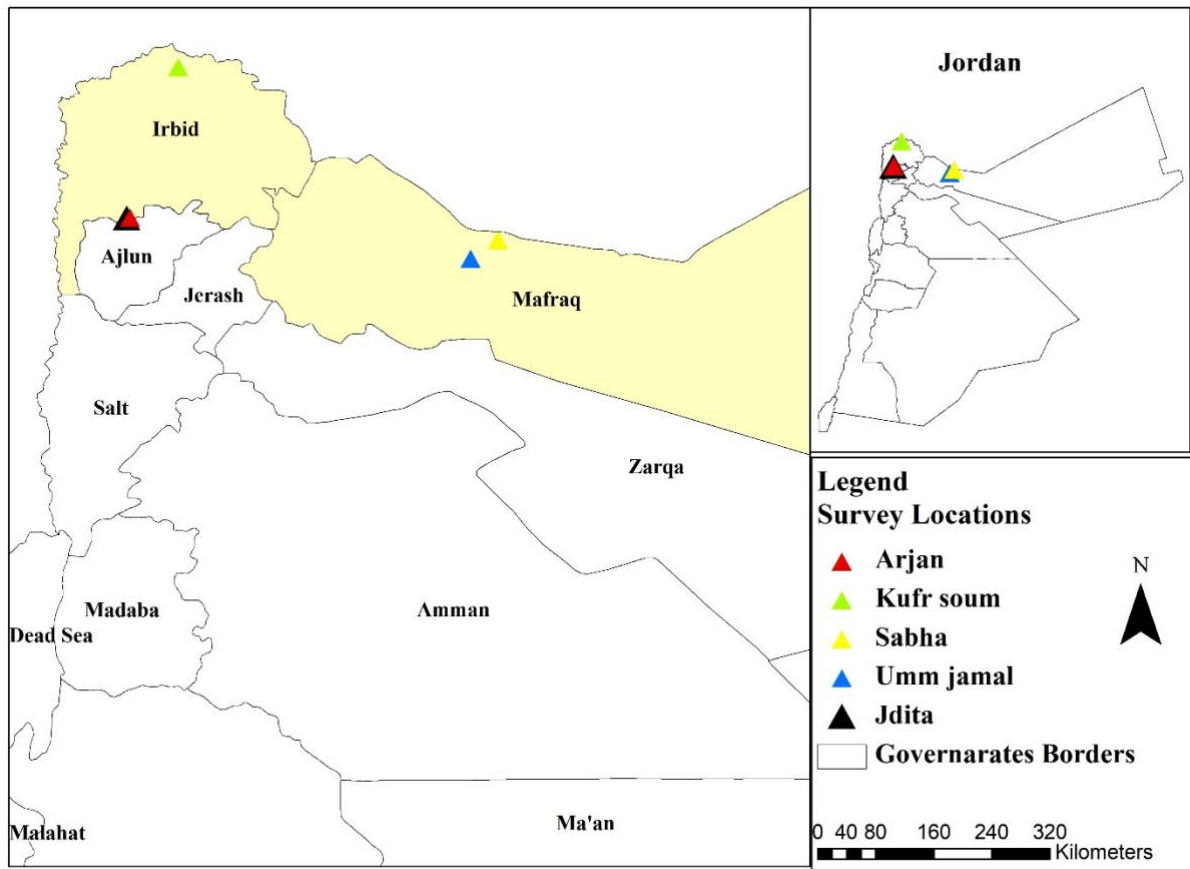 Irbid
Ajlun
Jerash
Mafraq
Salt
Zarqa
Madaba
Amman
Dead Sea
Malahat
Ma'an
Jordan
Legend
Survey Locations
Arjan
Kufr soum
Sabha
Umm jamal
Jdita
Governarates Borders
N
0 40 80 160 240 320
Kilometers